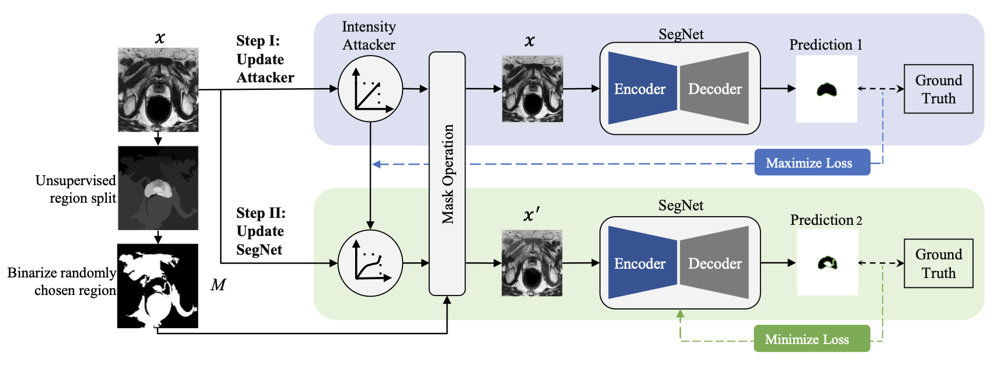 x
Step I:
Update
Attacker
Intensity
Attacker
Mask Operation
x
SegNet
Encoder
Decoder
Prediction 1
Ground
Truth
Maximize Loss
Unsupervised
region split
Step II:
Update
SegNet
Binarize randomly
chosen region
M
x′
SegNet
Encoder
Decoder
Prediction 2
Ground
Truth
Minimize Loss